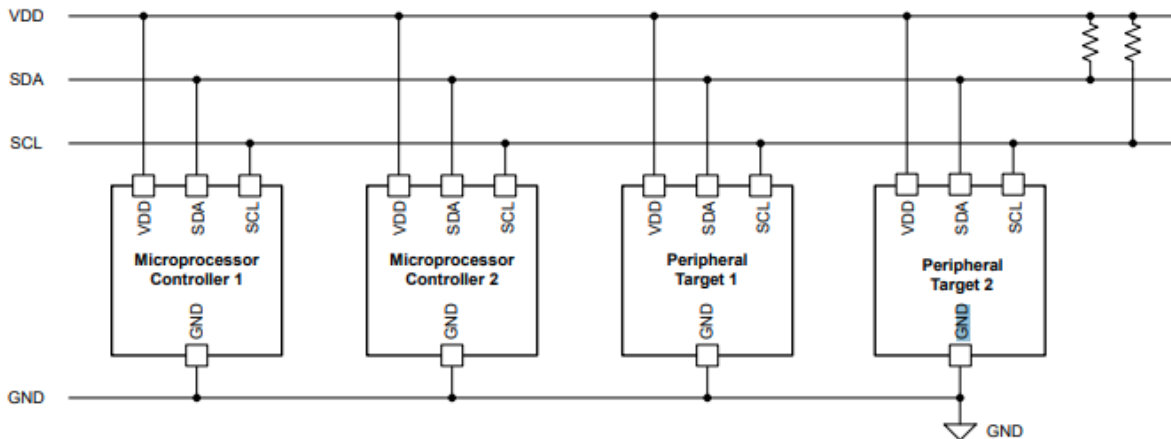 VDD
SDA
SCL
VDD SDA SCL
Microprocessor
Controller 1
GND
VDD SDA SCL
Microprocessor
Controller 2
GND
VDD SDA SCL
Peripheral
Target 1
GND
VDD SDA SCL
Peripheral
Target 2
GND
GND
GND